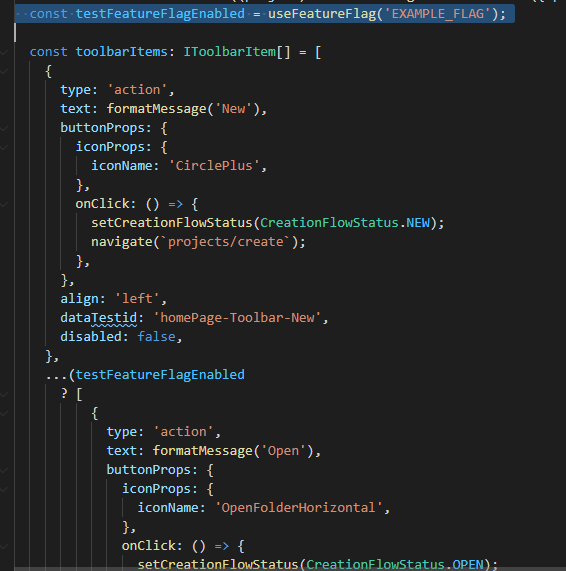 const testFeatureFlagEnabled = useFeatureFlag('EXAMPLE_FLAG');
const toolbarItems: IToolbarItem[] = [
{
type: 'action',
text: formatMessage('New'),
buttonProps: {
iconProps: {
iconName: 'CirclePlus',
},
onClick: () => {
setCreationFlowStatus(CreationFlowStatus.NEW);
navigate(`projects/create`);
},
},
align: 'left',
dataTestid: 'homePage-Toolbar-New',
disabled: false,
},
...(testFeatureFlagEnabled
? [
{
type: 'action',
text: formatMessage('Open'),
buttonProps: {
iconProps: {
iconName: 'OpenFolderHorizontal',
},
onClick: () => {
setCreationFlowStatus(CreationFlowStatus.OPEN);